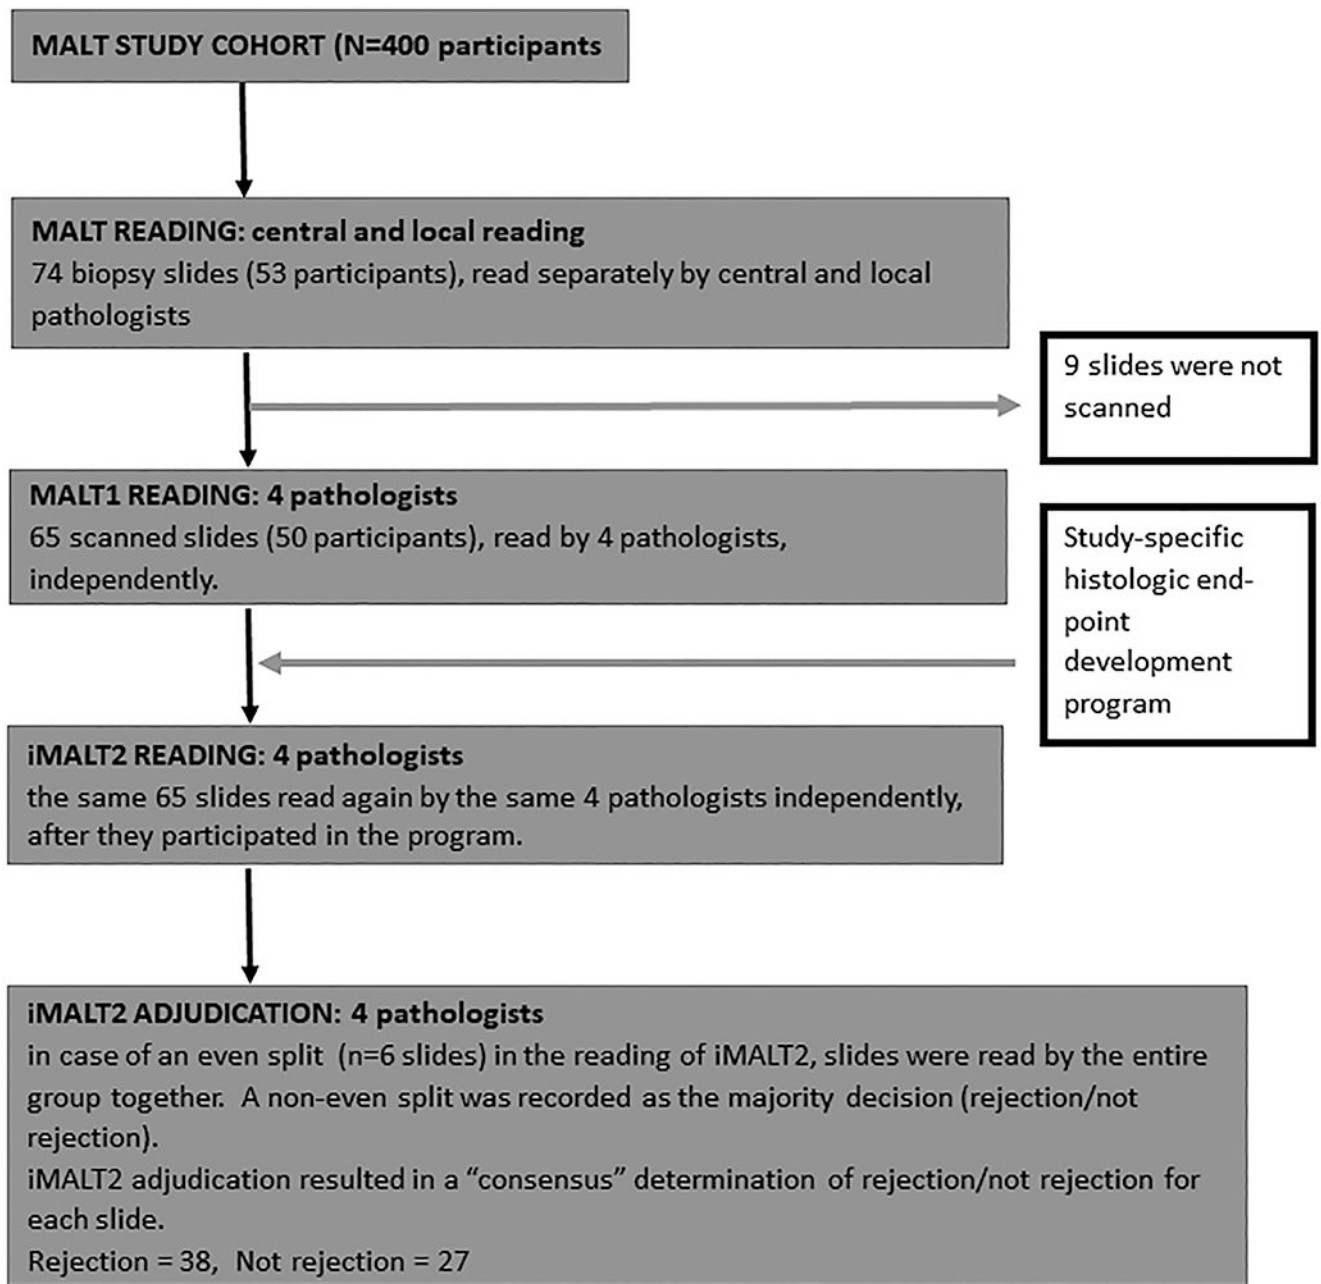 MALT STUDY COHORT (N=400 participants
MALT READING: central and local reading
74 biopsy slides (53 participants), read separately by central and local
pathologists
9 slides were not
scanned
MALT1 READING: 4 pathologists
65 scanned slides (50 participants), read by 4 pathologists,
independently.
Study-specific
histologic end-
point
development
program
iMALT2 READING: 4 pathologists
the same 65 slides read again by the same 4 pathologists independently,
after they participated in the program.
iMALT2 ADJUDICATION: 4 pathologists
in case of an even split (n=6 slides) in the reading of iMALT2, slides were read by the entire
group together. A non-even split was recorded as the majority decision (rejection/not
rejection).
iMALT2 adjudication resulted in a “consensus” determination of rejection/not rejection for
each slide.
Rejection = 38, Not rejection = 27